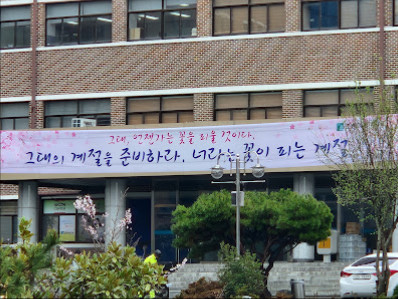 그대, 언젠가는 꽃을 피울 것이다.
그대의 계절을 준비하라. 너라는 꽃이 피는 계절